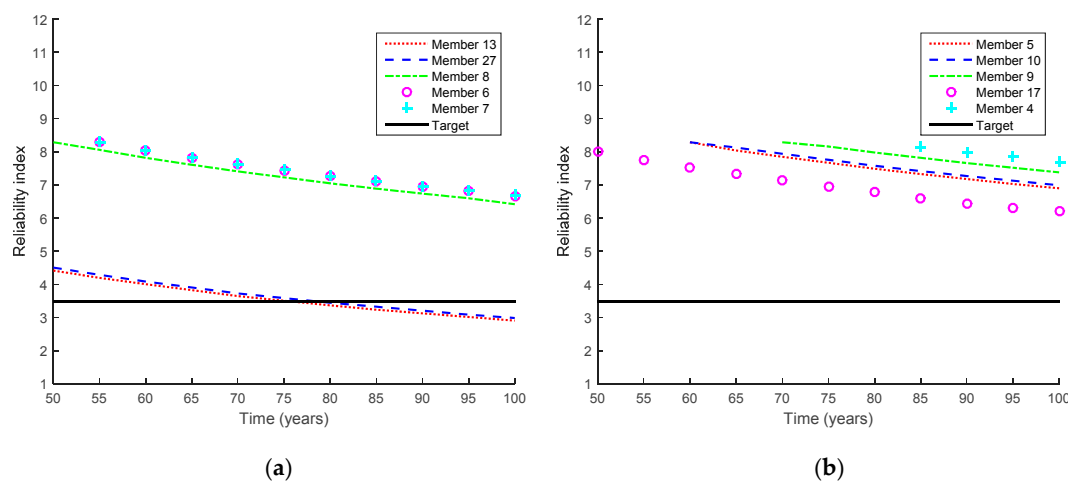 12
11
10
9
8
7
6
5
4
3
2
1
Reliability index
50 55 60 65 70 75 80 85 90 95 100
Time (years)
Member 13
Member 27
Member 8
Member 6
Member 7
Target
(a)
12
11
10
9
8
7
6
5
4
3
2
1
Reliability index
50 55 60 65 70 75 80 85 90 95 100
Time (years)
Member 5
Member 10
Member 9
Member 17
Member 4
Target
(b)